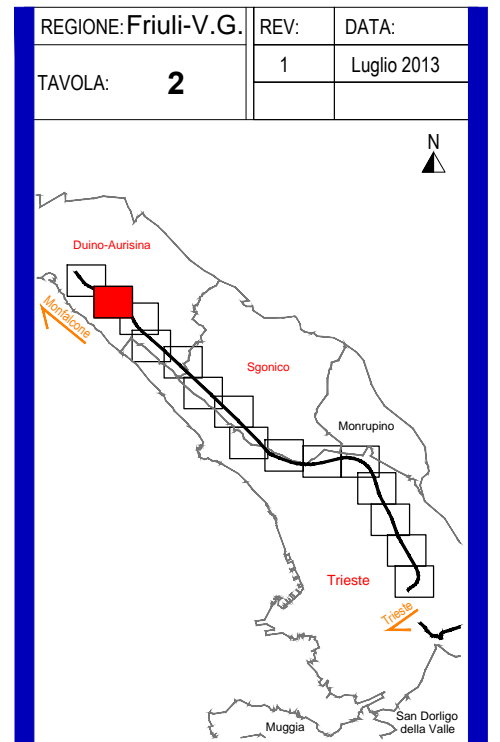 REGIONE: Friuli-V.G. REV: DATA:
TAVOLA: 2 1 Luglio 2013
N
Duino-Aurisina
Monfalcone
Sgonico
Monrupino
Trieste
Trieste
San Dorligo
della Valle
Muggia